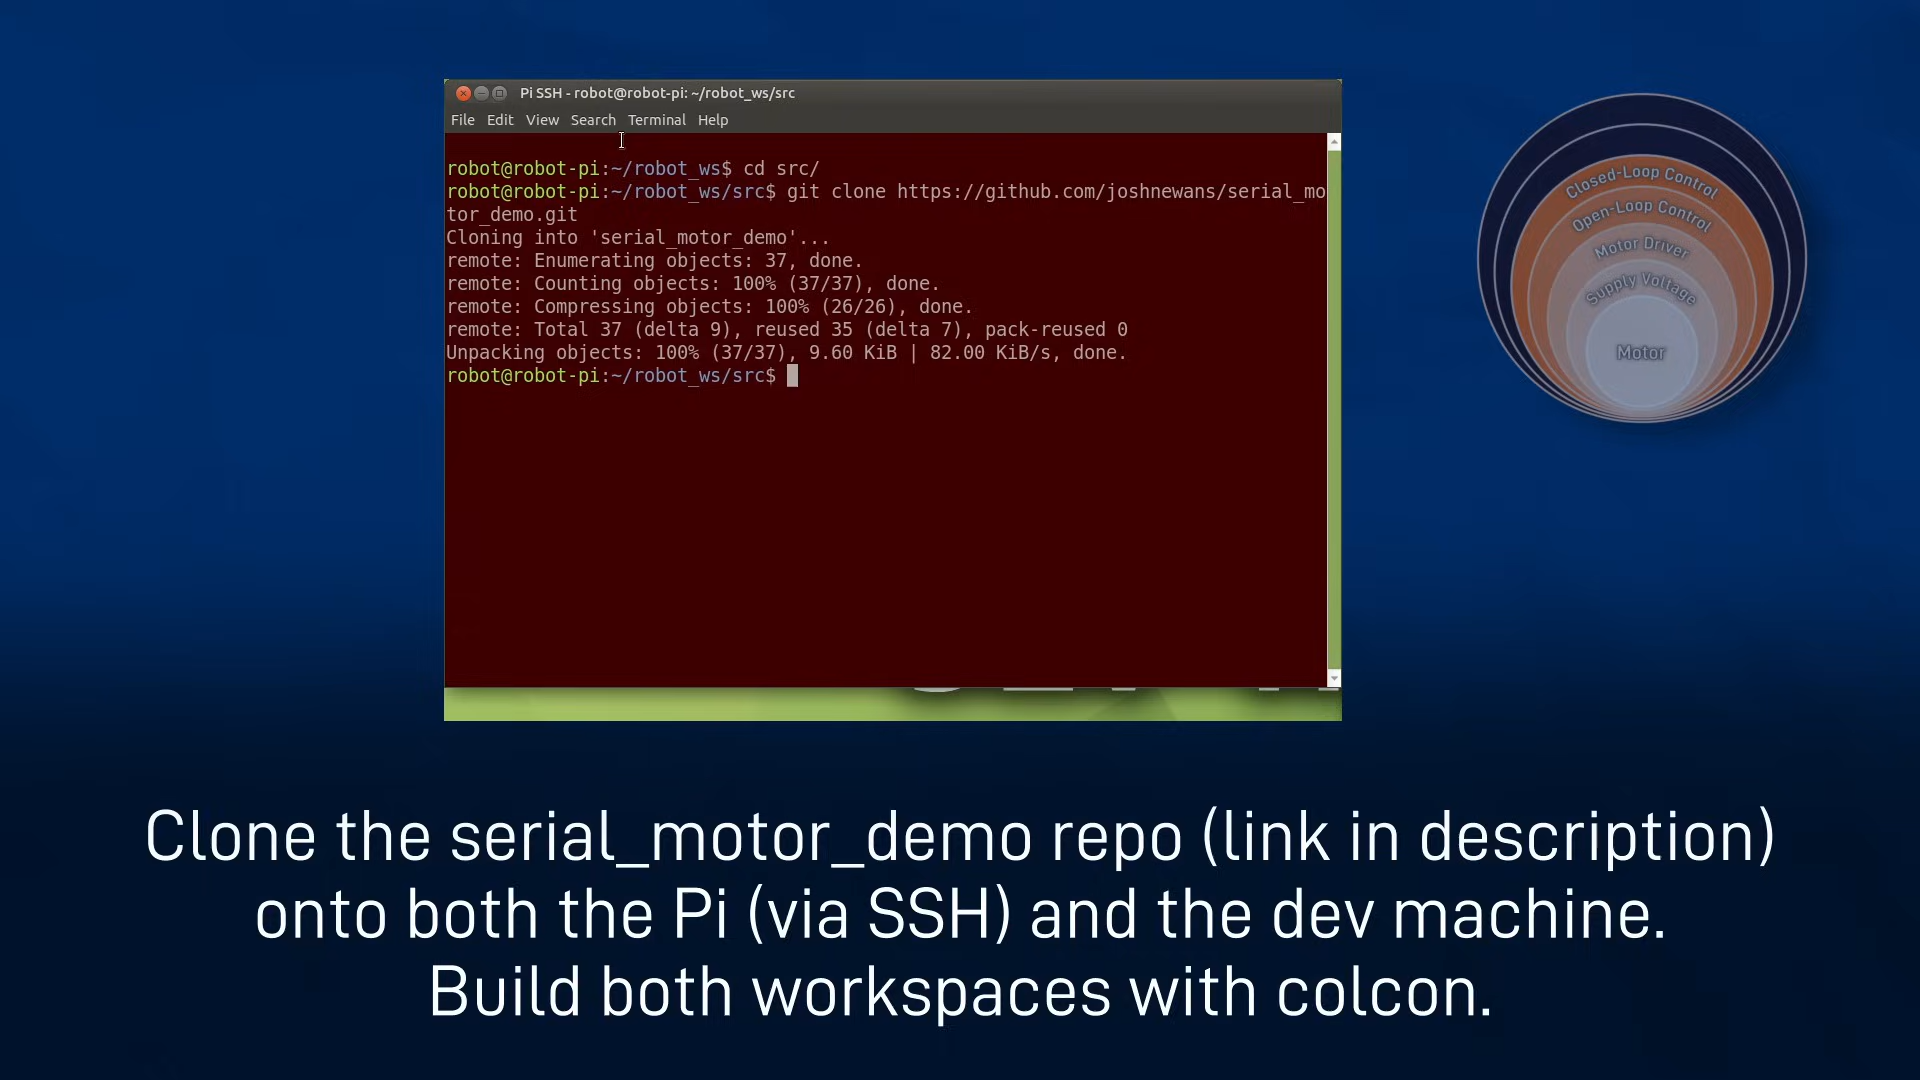 Pi SSH - robot@robot-pi: ~/robot_ws/src
File Edit View Search Terminal Help
robot@robot-pi:~/robot_ws$ cd src/
robot@robot-pi:~/robot_ws/src$ git clone https://github.com/joshnewans/serial_mo
tor_demo.git
Cloning into 'serial_motor_demo'...
remote: Enumerating objects: 37, done.
remote: Counting objects: 100% (37/37), done.
remote: Compressing objects: 100% (26/26), done.
remote: Total 37 (delta 9), reused 35 (delta 7), pack-reused 0
Unpacking objects: 100% (37/37), 9.60 KiB | 82.00 KiB/s, done.
robot@robot-pi:~/robot_ws/src$
Closed-Loop Control
Open-Loop Control
Motor Driver
Supply Voltage
Motor
Clone the serial_motor_demo repo (link in description)
onto both the Pi (via SSH) and the dev machine.
Build both workspaces with colcon.